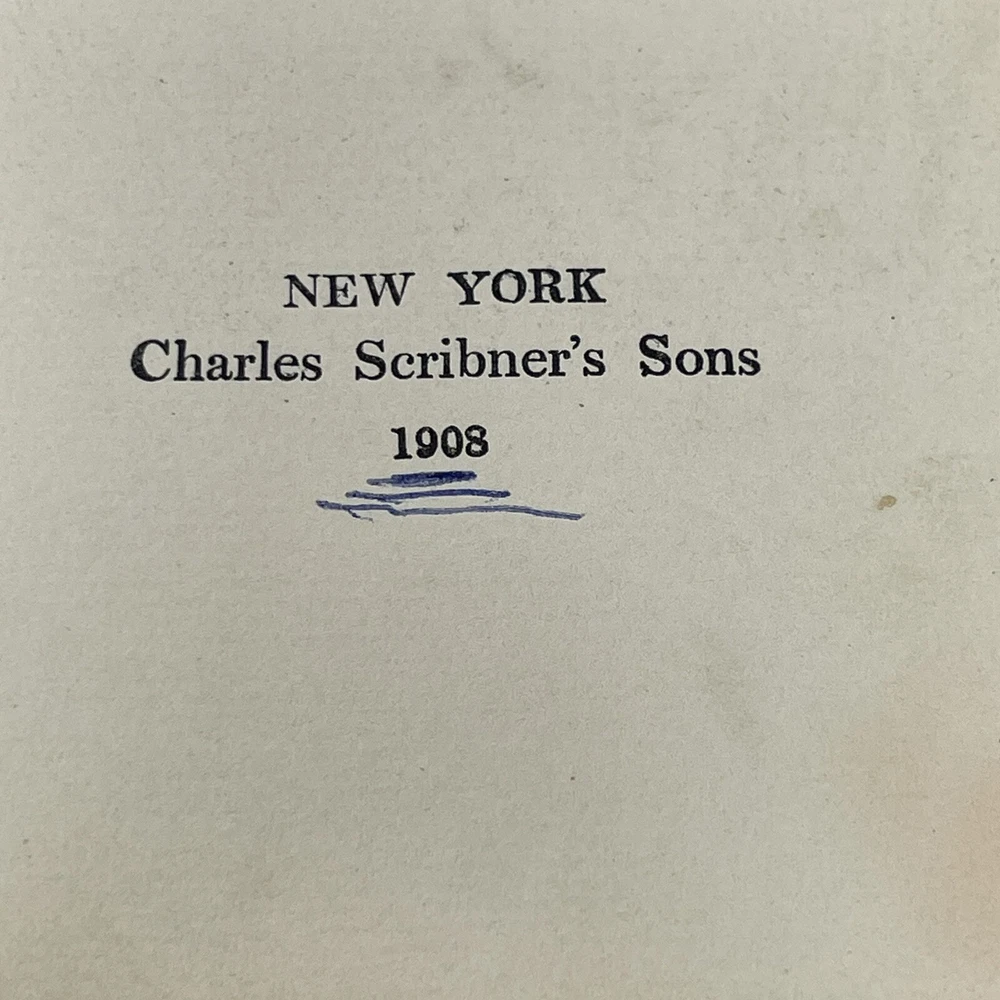 NEW YORK
Charles Scribner's Sons
1908